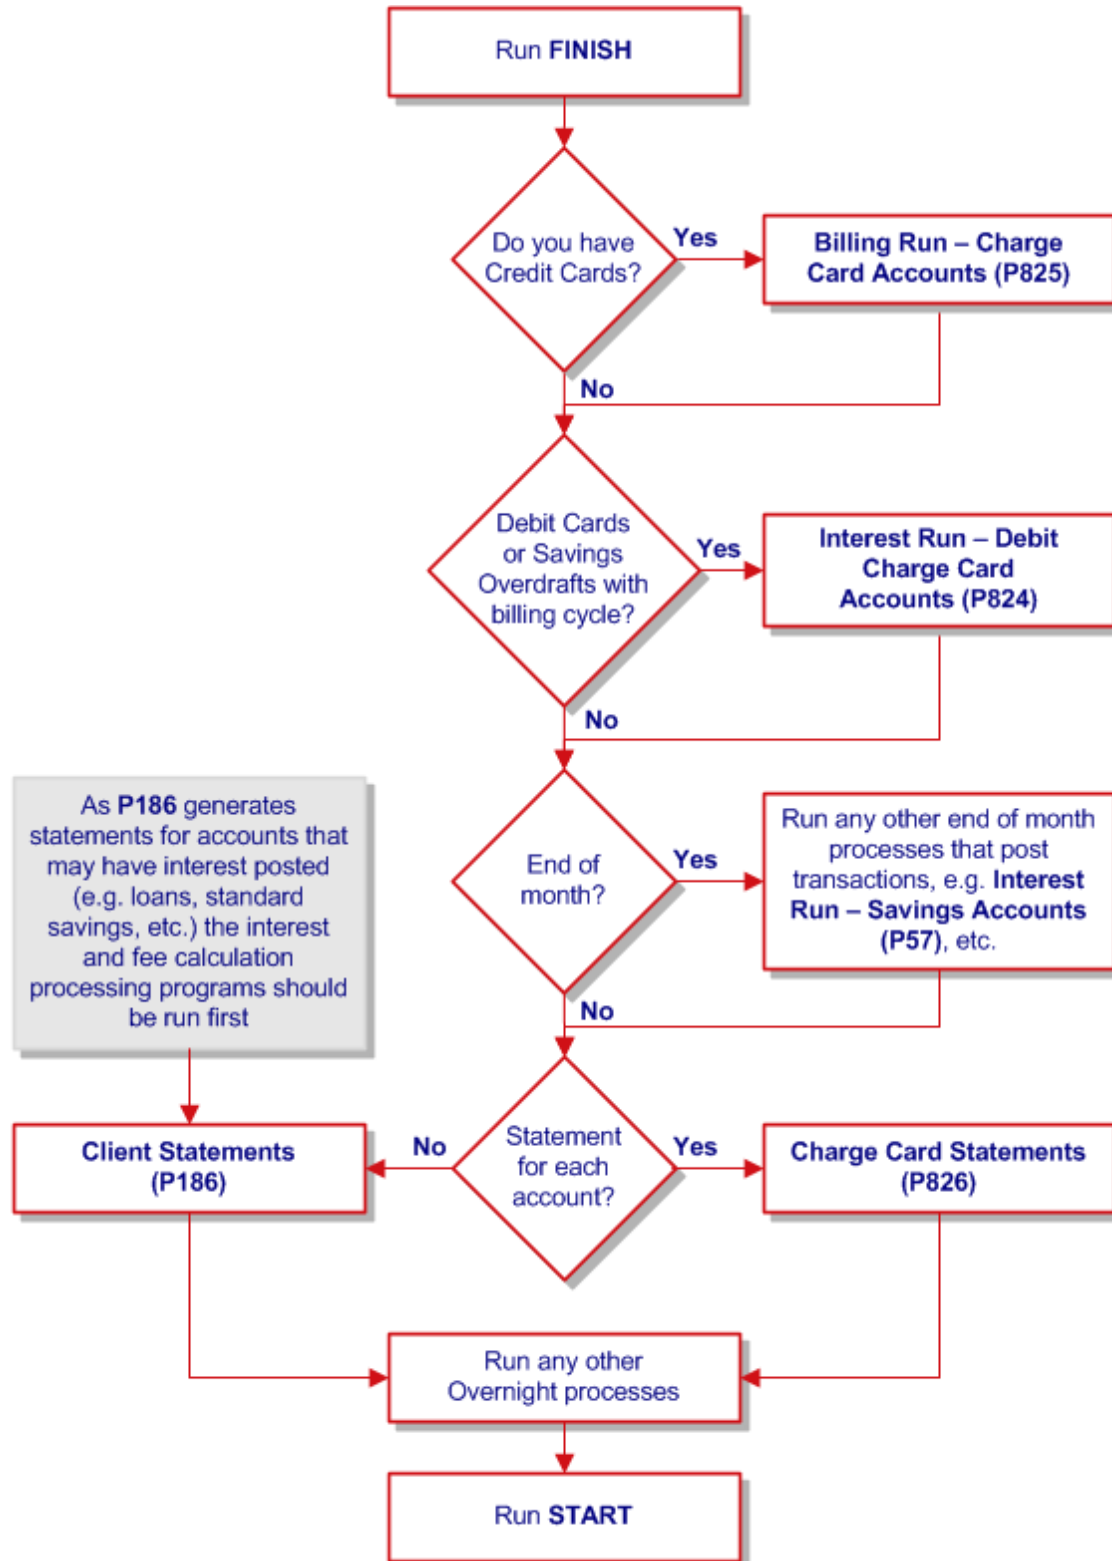 Run FINISH
Do you have
Credit Cards?
Yes
Billing Run – Charge
Card Accounts (P825)
No
Debit Cards
or Savings
Overdrafts with
billing cycle?
Yes
Interest Run – Debit
Charge Card
Accounts (P824)
No
End of
month?
Yes
Run any other end of month
processes that post
transactions, e.g. Interest
Run – Savings Accounts
(P57), etc.
No
As P186 generates
statements for accounts that
may have interest posted
(e.g. loans, standard
savings, etc.) the interest
and fee calculation
processing programs should
be run first
Statement
for each
account?
No
Client Statements
(P186)
Yes
Charge Card Statements
(P826)
Run any other
Overnight processes
Run START